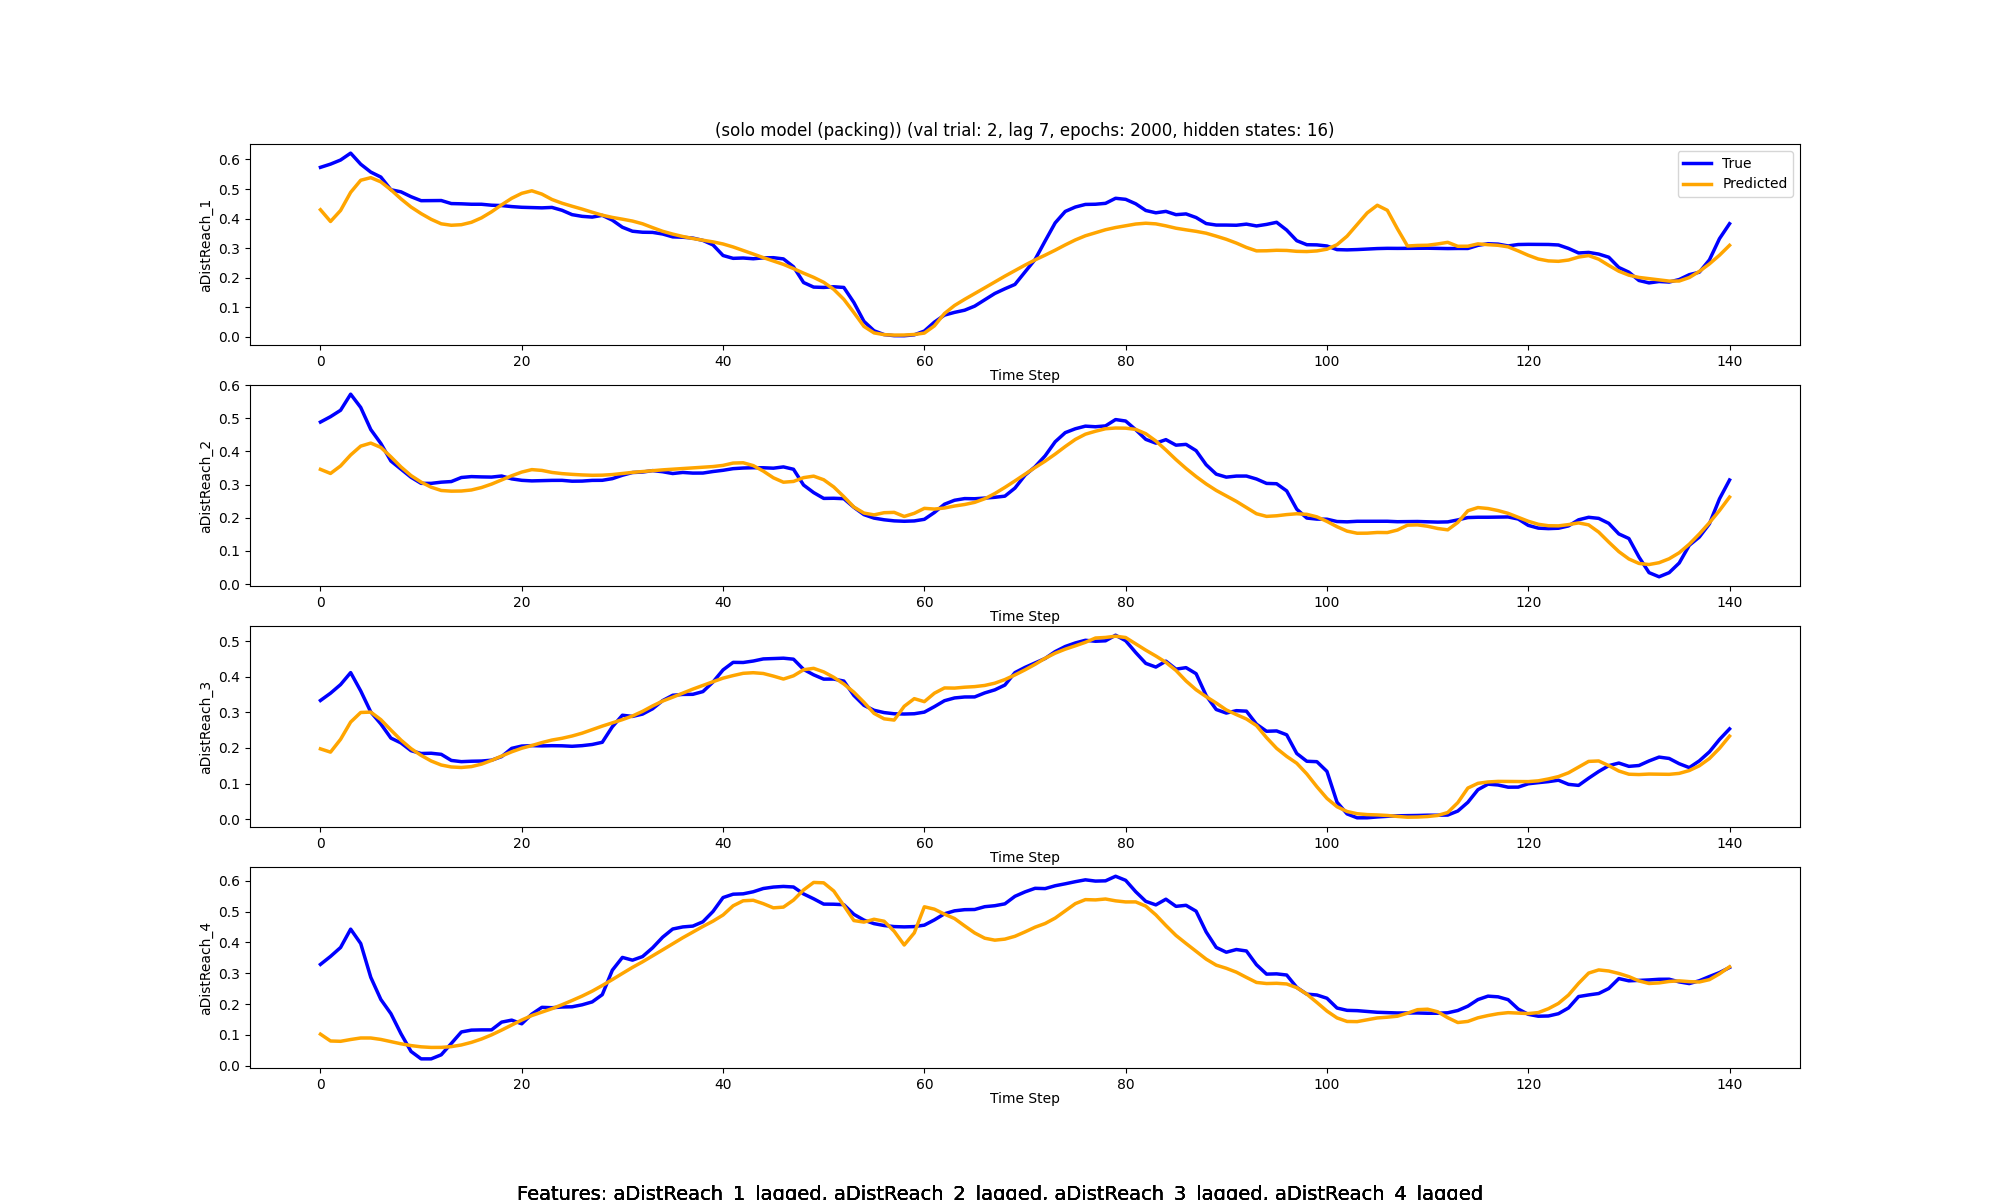 (solo model (packing)) (val trial: 2, lag 7, epochs: 2000, hidden states: 16)
0.6
0.5
0.4
0.3
0.2
0.1
0.0
aDistReach_1
True
Predicted
0 20 40 60 80 100 120 140
Time Step
0.6
0.5
0.4
0.3
0.2
0.1
0.0
aDistReach_2
0 20 40 60 80 100 120 140
Time Step
0.5
0.4
0.3
0.2
0.1
0.0
aDistReach_3
0 20 40 60 80 100 120 140
Time Step
0.6
0.5
0.4
0.3
0.2
0.1
0.0
aDistReach_4
0 20 40 60 80 100 120 140
Time Step
Features: aDistReach_1_lagged, aDistReach_2_lagged, aDistReach_3_lagged, aDistReach_4_lagged